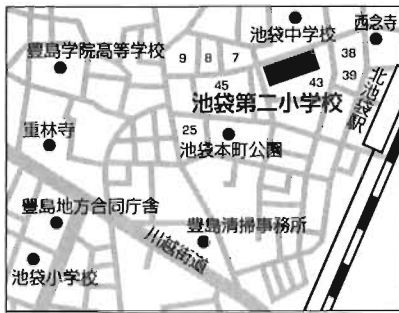 池袋中学校
西念寺
豊島学院高等学校
9
8
7
38
39
43
45
池袋第二小学校
北池袋駅
25
重林寺
池袋本町公園
豊島地方合同庁舎
豊島清掃事務所
川越街道
池袋小学校